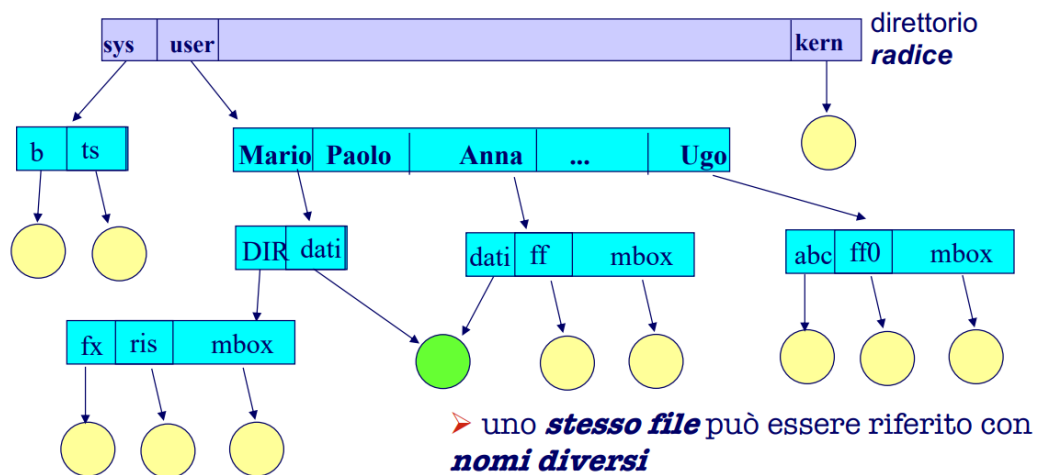 sys user kern
direttorio
radice
b ts
Mario Paolo Anna ... Ugo
DIR dati
dati ff mbox
abc ff0 mbox
fx ris mbox
➢ uno stesso file può essere riferito con
nomi diversi